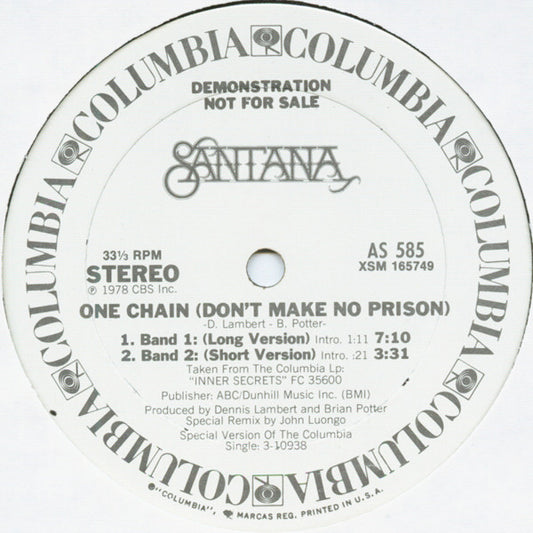 COLUMBIA COLUMBIA COLUMBIA COLUMBIA COLUMBIA COLUMBIA COLUMBIA COLUMBIA
DEMONSTRATION
NOT FOR SALE
SANTANA
33⅓ RPM
STEREO
℗ 1978 CBS Inc.
AS 585
XSM 165749
ONE CHAIN (DON'T MAKE NO PRISON)
-D. Lambert - B. Potter-
1. Band 1: (Long Version) Intro. 1:11 7:10
2. Band 2: (Short Version) Intro. :21 3:31
Taken From The Columbia Lp:
"INNER SECRETS" FC 35600
Publisher: ABC/Dunhill Music Inc. (BMI)
Produced by Dennis Lambert and Brian Potter
Special Remix by John Luongo
Special Version Of The Columbia
Single: 3-10938
®"COLUMBIA", MARCAS REG. PRINTED IN U.S.A.